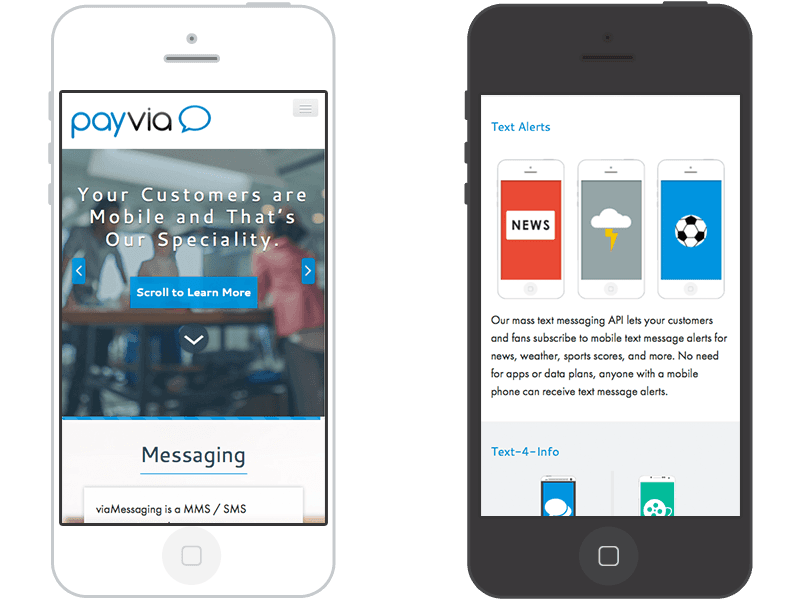 payvia
Your Customers are
Mobile and That's
Our Speciality.
Scroll to Learn More
Messaging
viaMessaging is a MMS / SMS
Text Alerts
NEWS
Our mass text messaging API lets your customers
and fans subscribe to mobile text message alerts for
news, weather, sports scores, and more. No need
for apps or data plans, anyone with a mobile
phone can receive text message alerts.
Text-4-Info